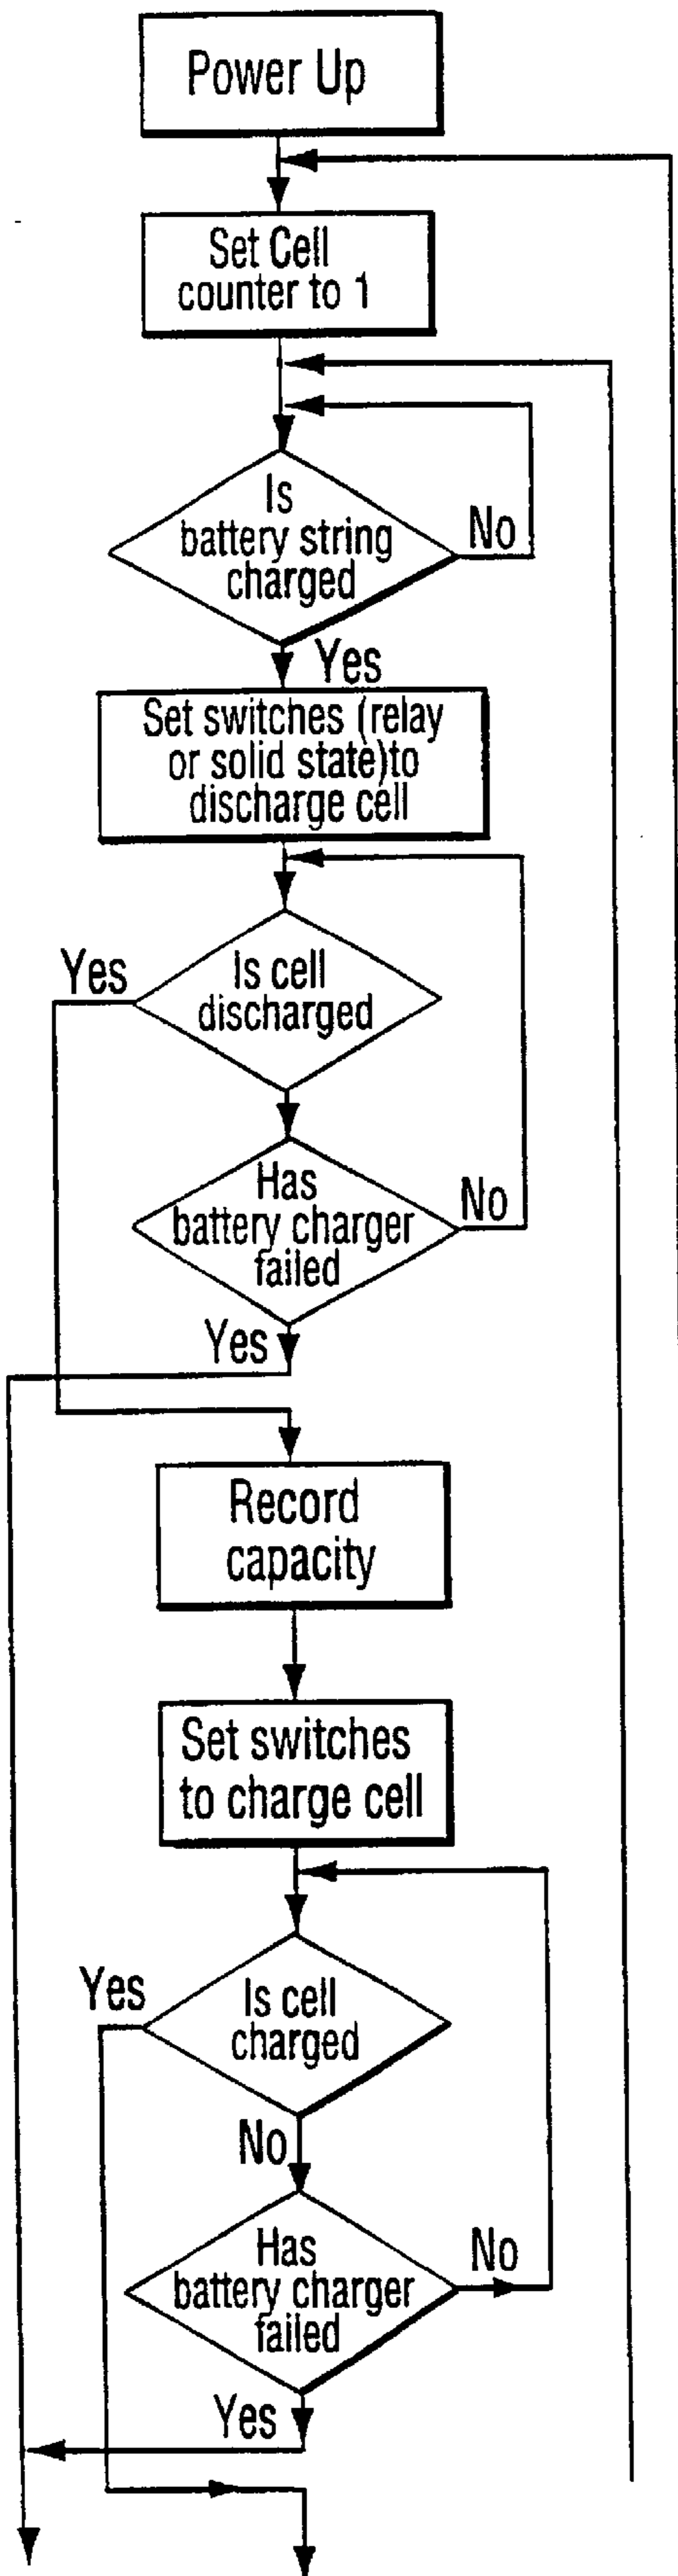 Power Up
Set Cell
counter to 1
Is
battery string
charged
No
Yes
Set switches (relay
or solid state)to
discharge cell
Yes
Is cell
discharged
Has
battery charger
failed
No
Yes
Record
capacity
Set switches
to charge cell
Yes
Is cell
charged
No
Has
battery charger
failed
No
Yes